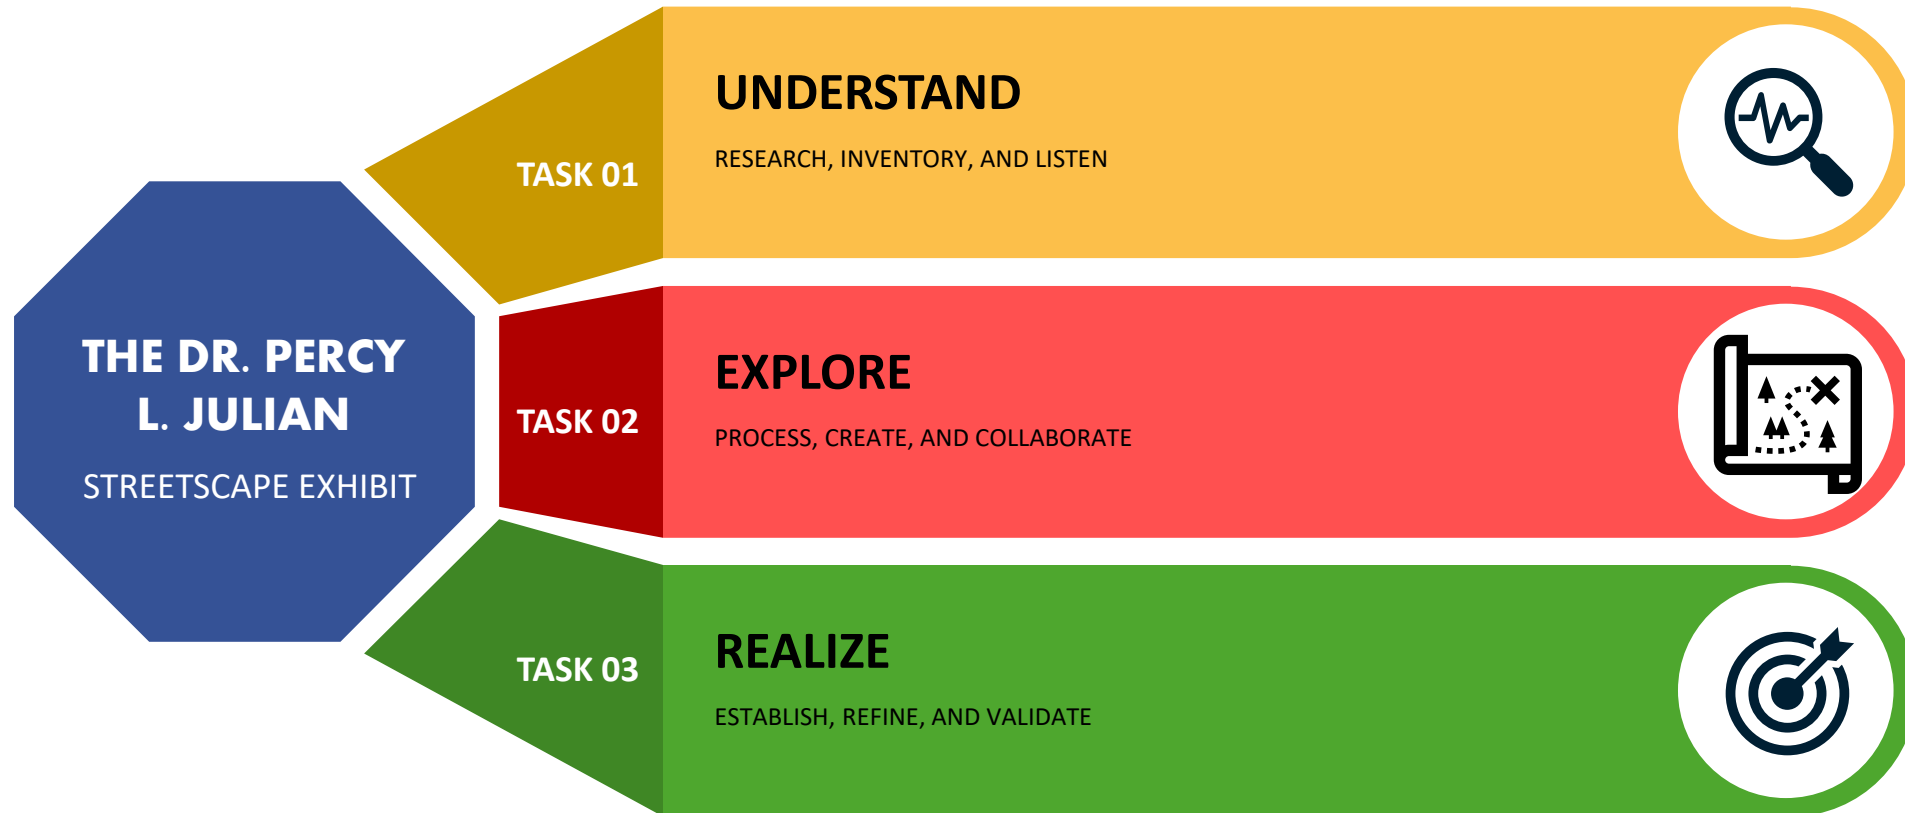 THE DR. PERCY
L. JULIAN
STREETSCAPE EXHIBIT
TASK 01
UNDERSTAND
RESEARCH, INVENTORY, AND LISTEN
TASK 02
EXPLORE
PROCESS, CREATE, AND COLLABORATE
TASK 03
REALIZE
ESTABLISH, REFINE, AND VALIDATE